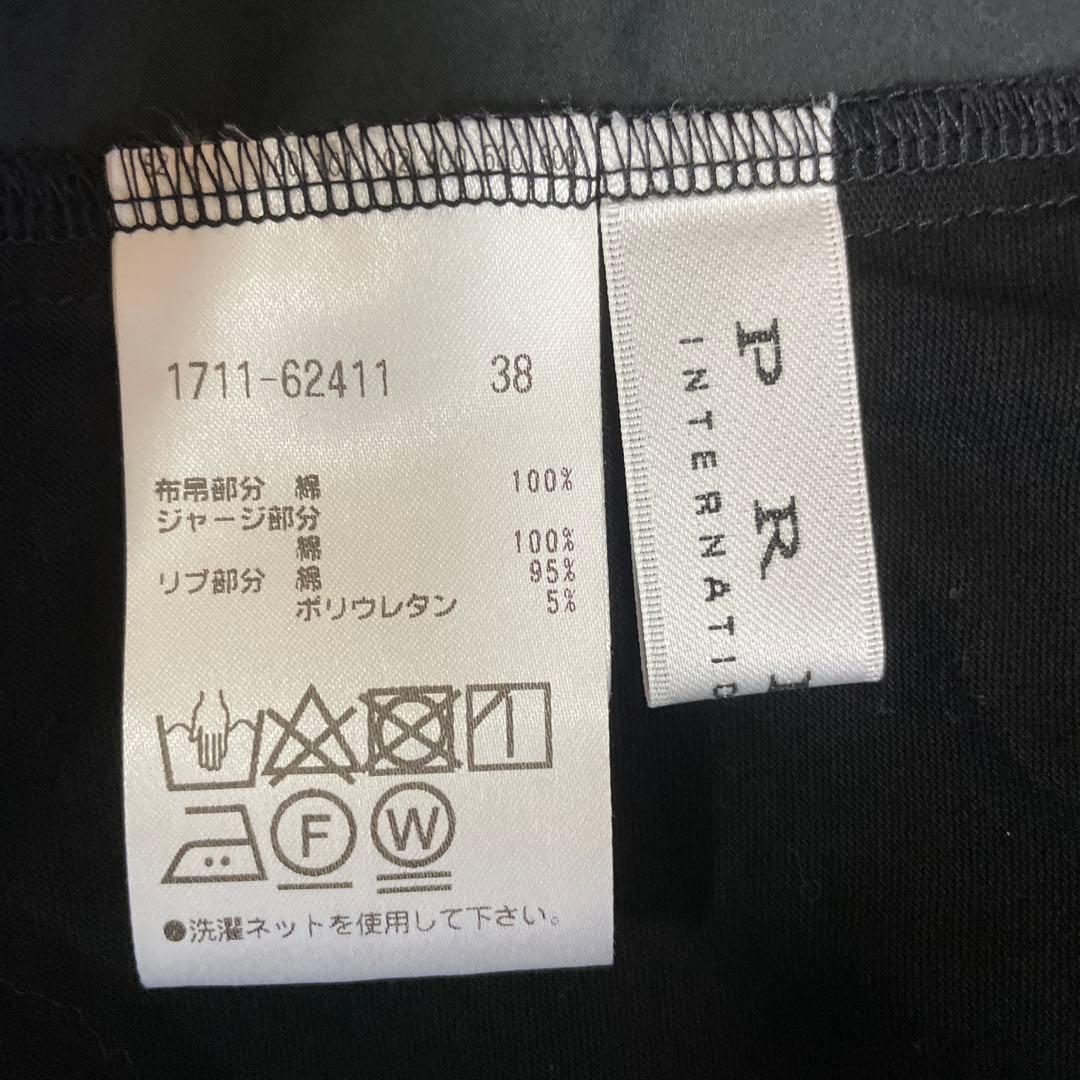 1711-62411 38
布帛部分 綿 100%
ジャージ部分
綿 100%
リブ部分 綿 95%
ポリウレタン 5%
F W
●洗濯ネットを使用して下さい。
P R
INTERNATIO